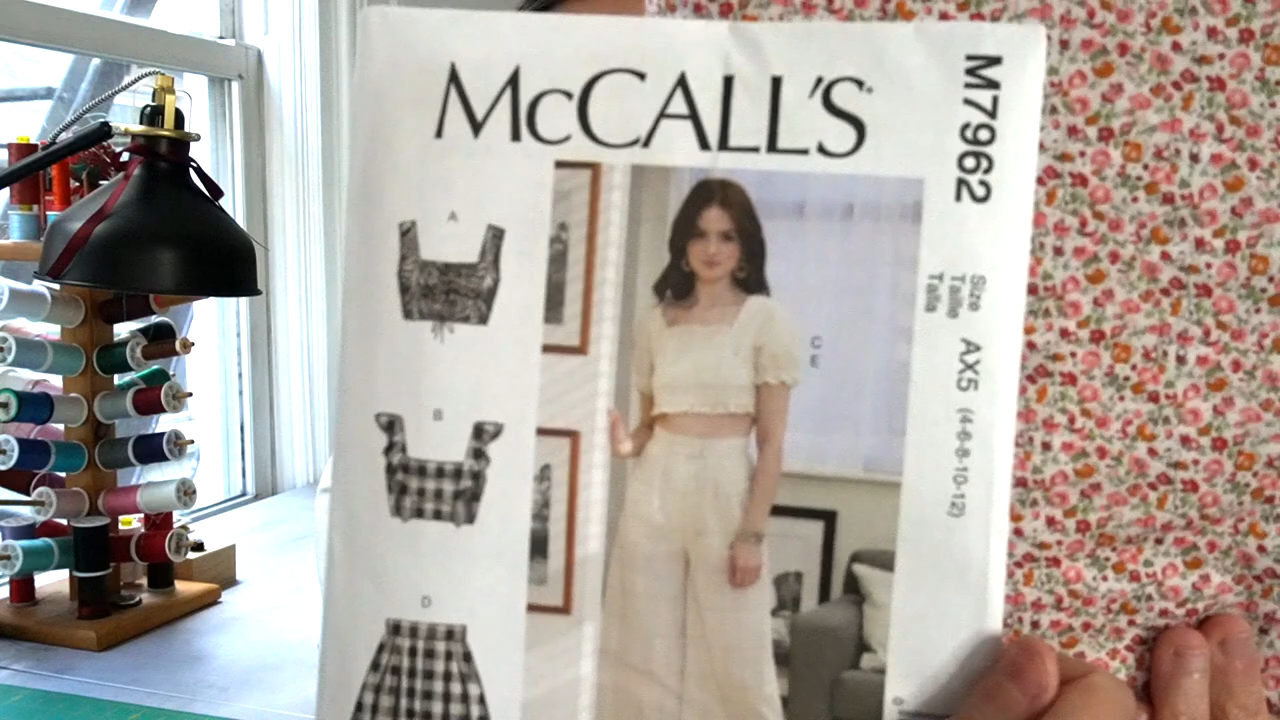 McCALL'S
M7962
Size
Taille
Talla
AX5 (4-6-8-10-12)
A
B
D
C
E